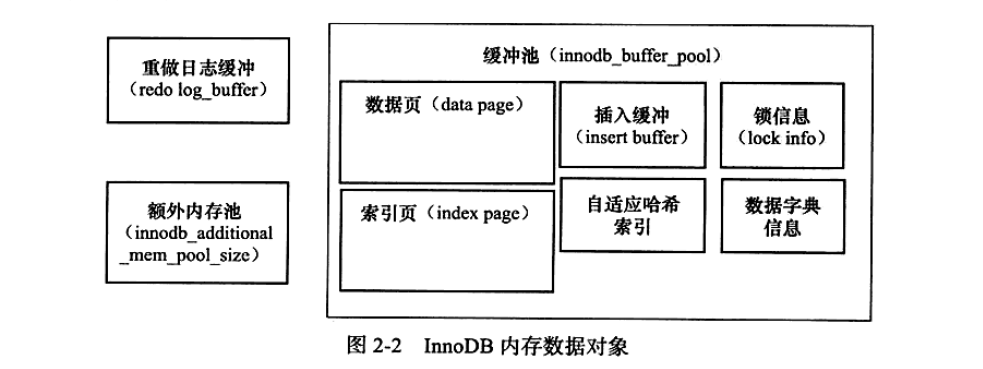 重做日志缓冲
（redo log_buffer）
额外内存池
（innodb_additional
_mem_pool_size）
缓冲池（innodb_buffer_pool）
数据页（data page）
插入缓冲
（insert buffer）
锁信息
（lock info）
索引页（index page）
自适应哈希
索引
数据字典
信息
图 2-2 InnoDB 内存数据对象